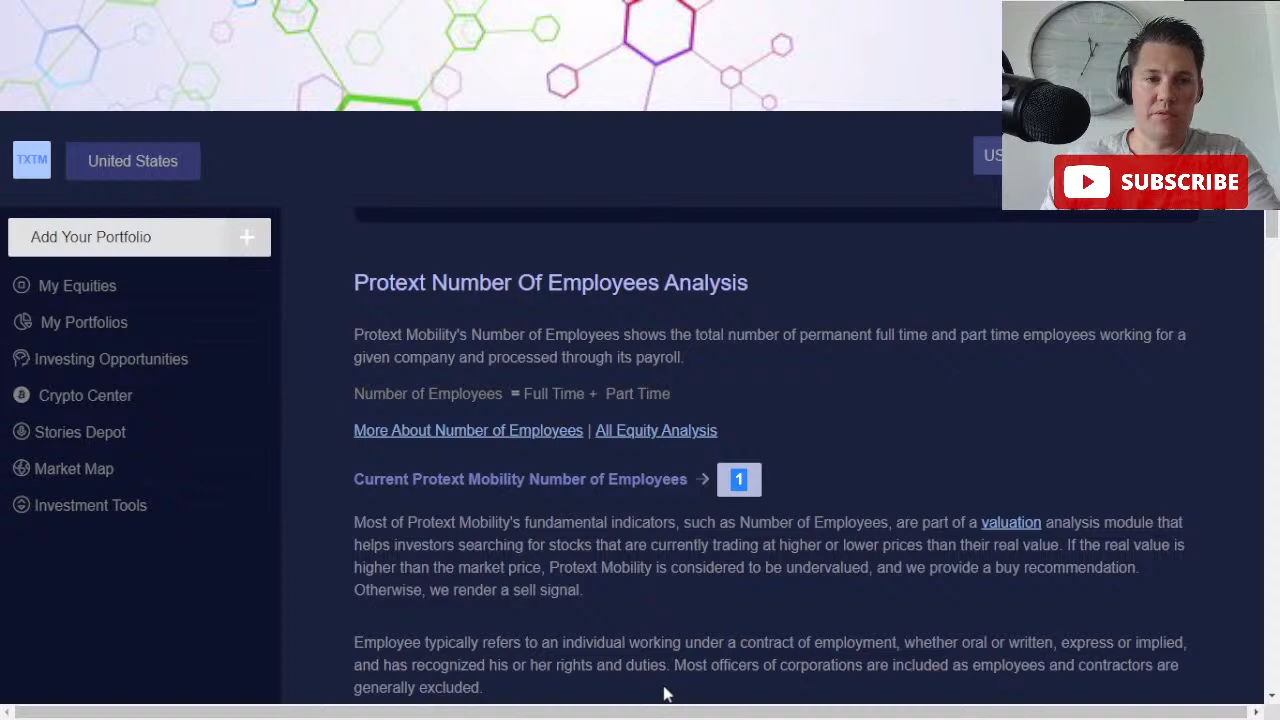 TXTM
United States
US
SUBSCRIBE
Add Your Portfolio +
My Equities
My Portfolios
Investing Opportunities
Crypto Center
Stories Depot
Market Map
Investment Tools
Protext Number Of Employees Analysis
Protext Mobility's Number of Employees shows the total number of permanent full time and part time employees working for a
given company and processed through its payroll.
Number of Employees = Full Time + Part Time
More About Number of Employees | All Equity Analysis
Current Protext Mobility Number of Employees → 1
Most of Protext Mobility's fundamental indicators, such as Number of Employees, are part of a valuation analysis module that
helps investors searching for stocks that are currently trading at higher or lower prices than their real value. If the real value is
higher than the market price, Protext Mobility is considered to be undervalued, and we provide a buy recommendation.
Otherwise, we render a sell signal.
Employee typically refers to an individual working under a contract of employment, whether oral or written, express or implied,
and has recognized his or her rights and duties. Most officers of corporations are included as employees and contractors are
generally excluded.